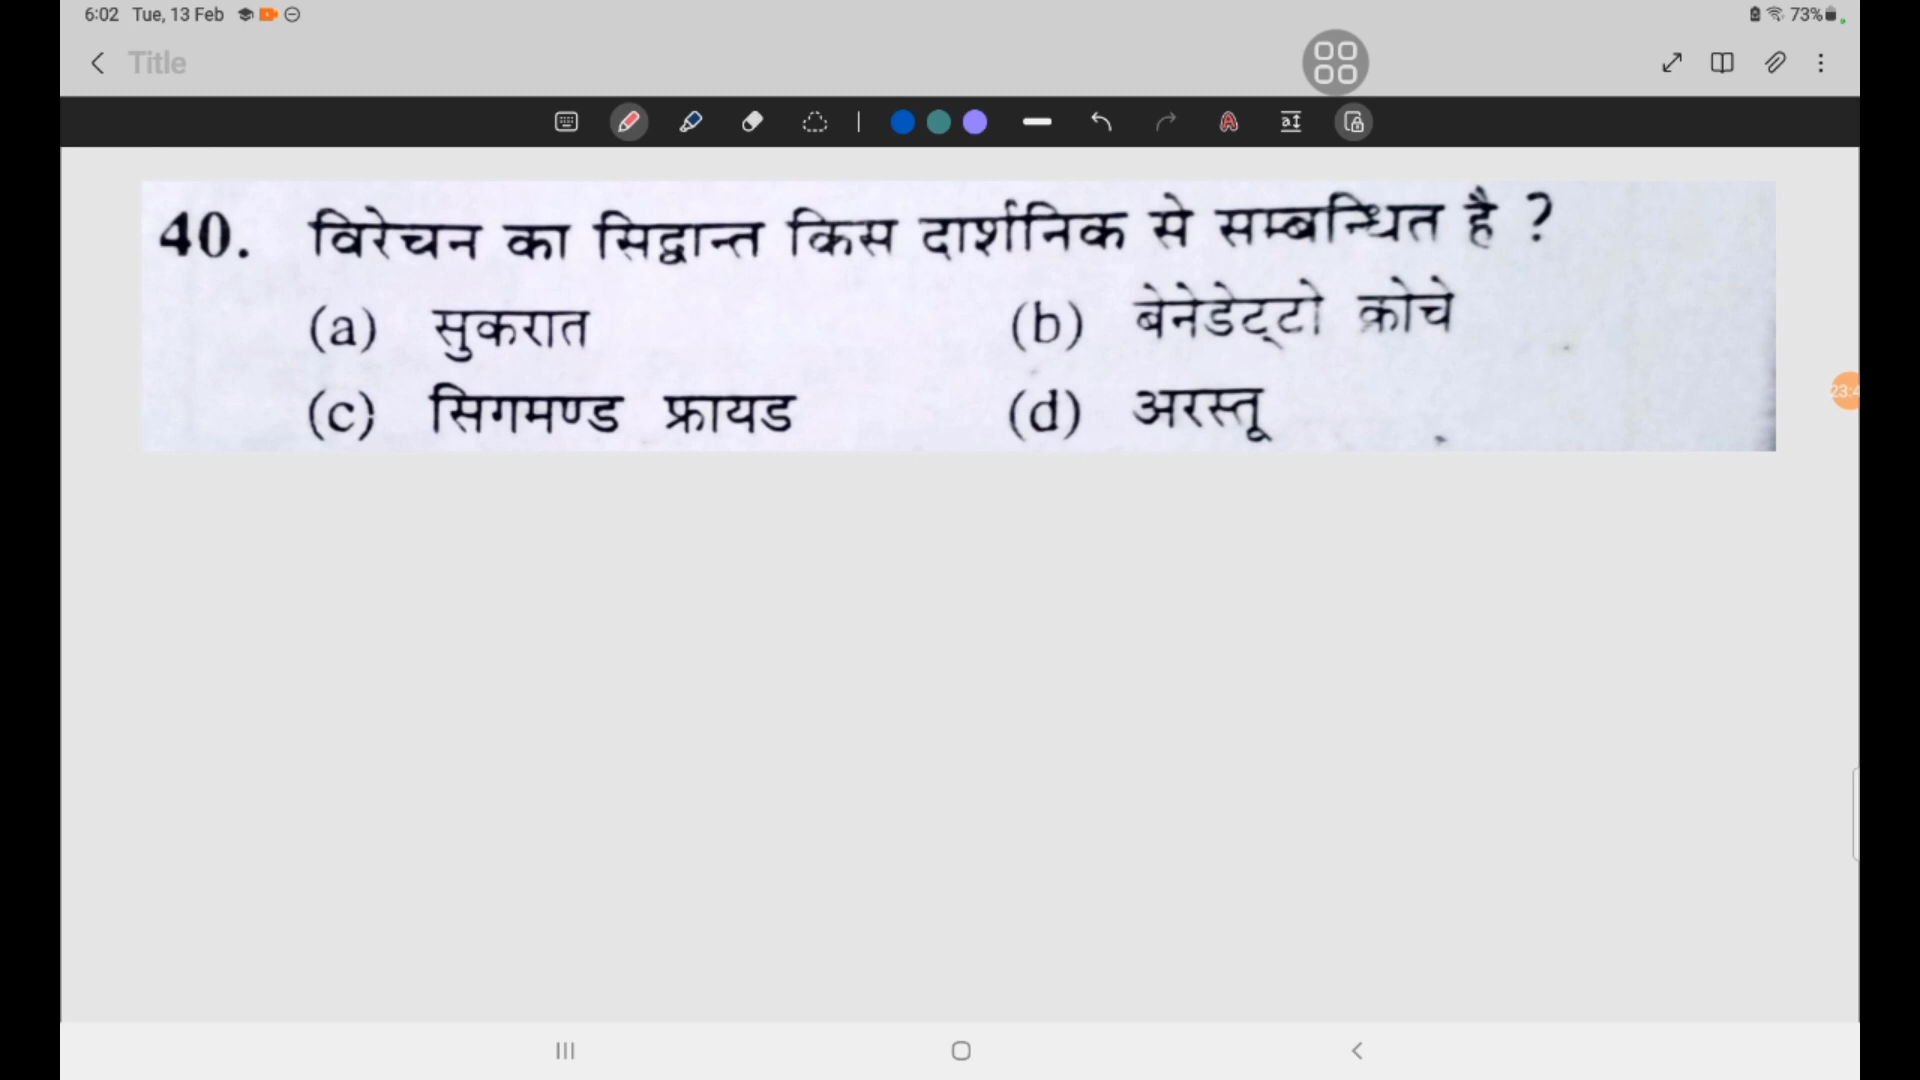 6:02 Tue, 13 Feb 73%
Title
40. विरेचन का सिद्वान्त किस दार्शनिक से सम्बन्धित है ?
(a) सुकरात (b) बेनेडेट्टो क्रोचे
(c) सिगमण्ड फ्रायड (d) अरस्तू